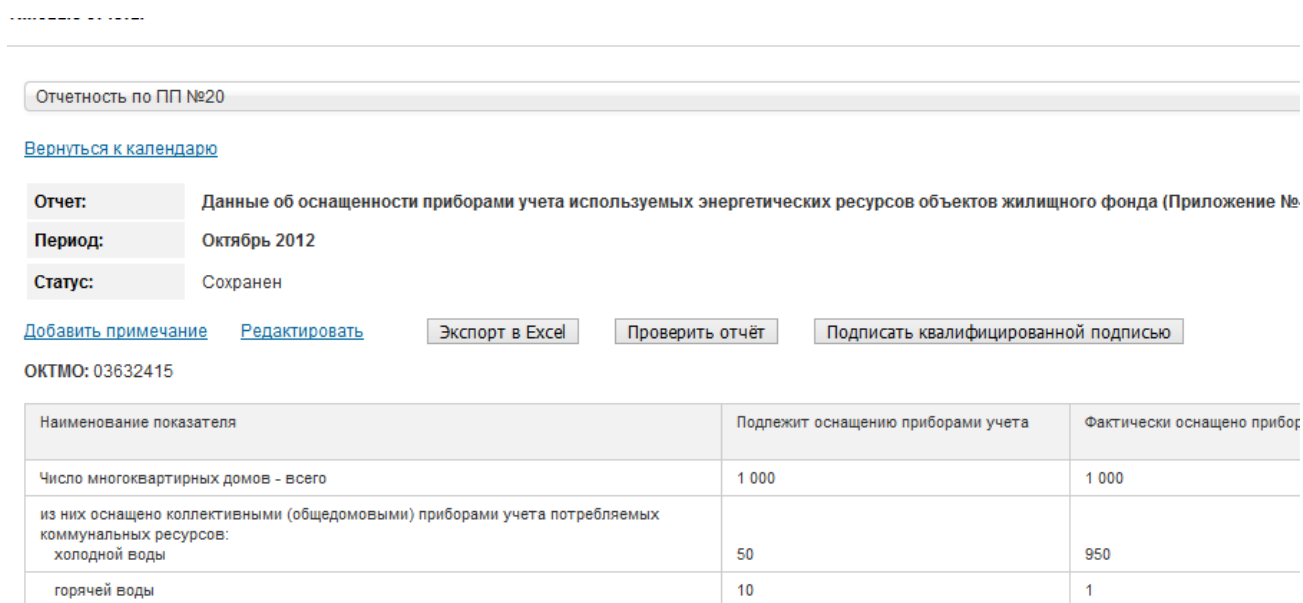 Отчетность по ПП №20
Вернуться к календарю
Отчет: Данные об оснащенности приборами учета используемых энергетических ресурсов объектов жилищного фонда (Приложение №
Период: Октябрь 2012
Статус: Сохранен
Добавить примечание Редактировать Экспорт в Excel Проверить отчёт Подписать квалифицированной подписью
ОКТМО: 03632415
Наименование показателя Подлежит оснащению приборами учета Фактически оснащено прибор
Число многоквартирных домов - всего 1 000 1 000
из них оснащено коллективными (общедомовыми) приборами учета потребляемых
коммунальных ресурсов:
холодной воды 50 950
горячей воды 10 1